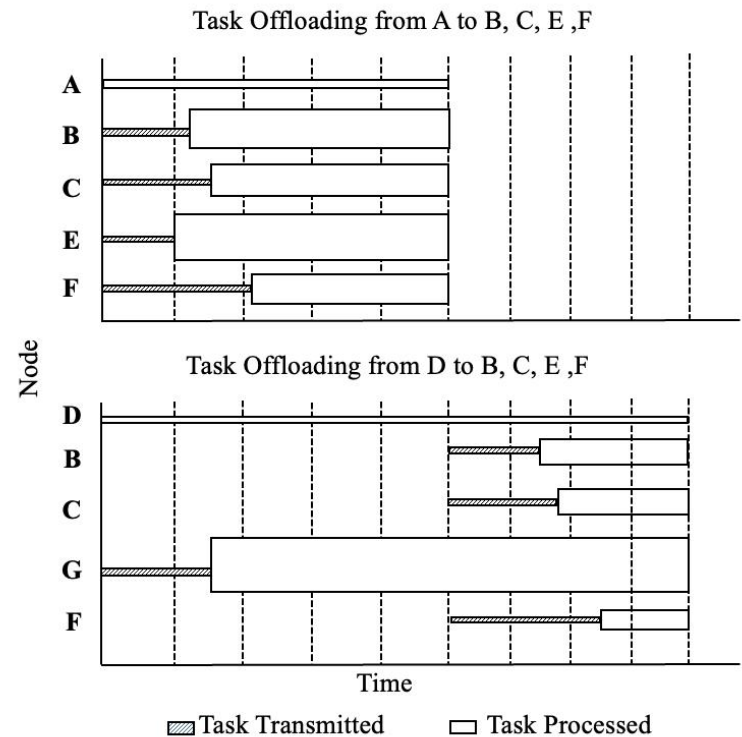 Task Offloading from A to B, C, E ,F
A
B
C
E
F
Node
Task Offloading from D to B, C, E ,F
D
B
C
G
F
Time
Task Transmitted
Task Processed